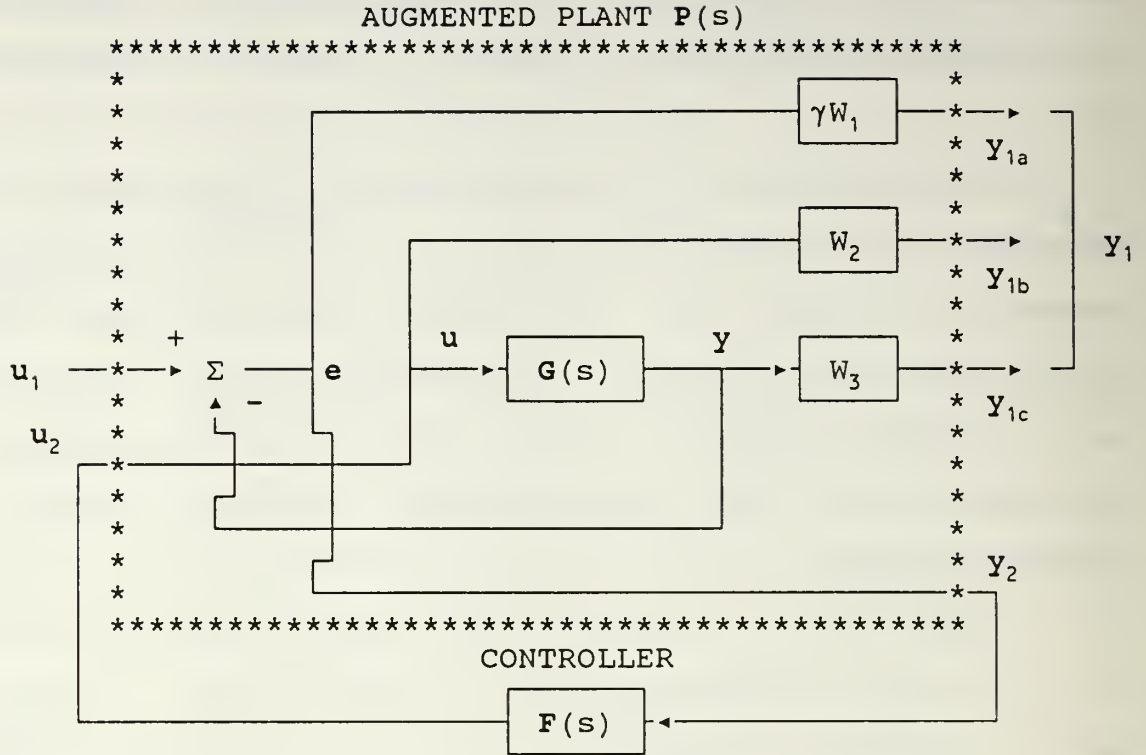 AUGMENTED PLANT P(s)
γW₁
y₁ₐ
W₂
y₁
y₁b
+
u
y
u₁
Σ
e
G(s)
W₃
−
y₁c
u₂
y₂
CONTROLLER
F(s)